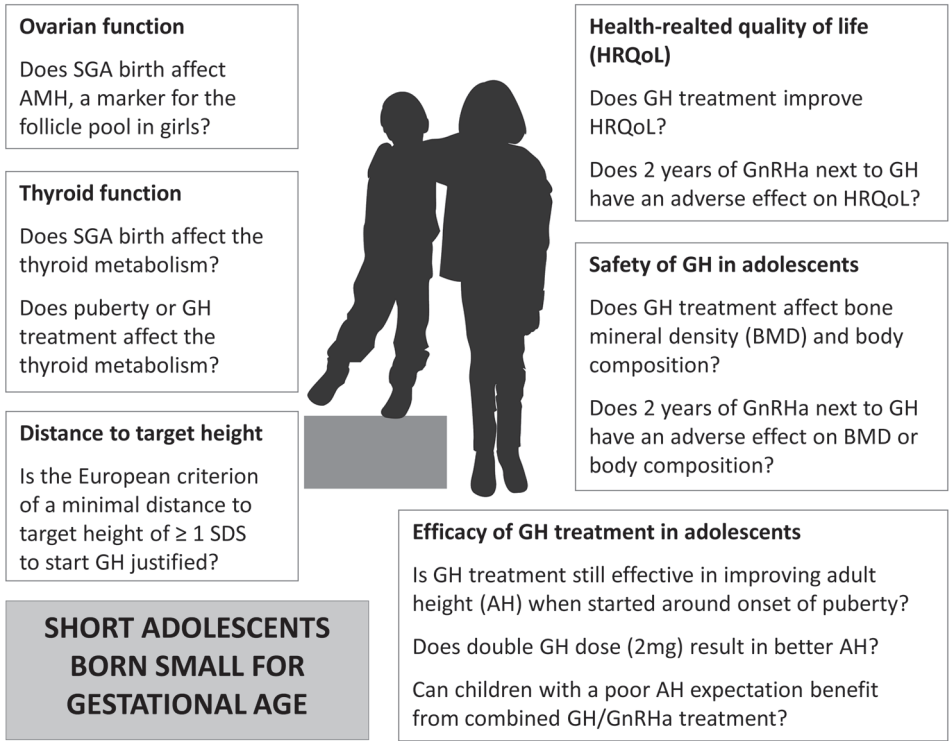 Ovarian function
Does SGA birth affect
AMH, a marker for the
follicle pool in girls?
Thyroid function
Does SGA birth affect the
thyroid metabolism?
Does puberty or GH
treatment affect the
thyroid metabolism?
Distance to target height
Is the European criterion
of a minimal distance to
target height of ≥ 1 SDS
to start GH justified?
SHORT ADOLESCENTS
BORN SMALL FOR
GESTATIONAL AGE
Health-realted quality of life
(HRQoL)
Does GH treatment improve
HRQoL?
Does 2 years of GnRHa next to GH
have an adverse effect on HRQoL?
Safety of GH in adolescents
Does GH treatment affect bone
mineral density (BMD) and body
composition?
Does 2 years of GnRHa next to GH
have an adverse effect on BMD or
body composition?
Efficacy of GH treatment in adolescents
Is GH treatment still effective in improving adult
height (AH) when started around onset of puberty?
Does double GH dose (2mg) result in better AH?
Can children with a poor AH expectation benefit
from combined GH/GnRHa treatment?